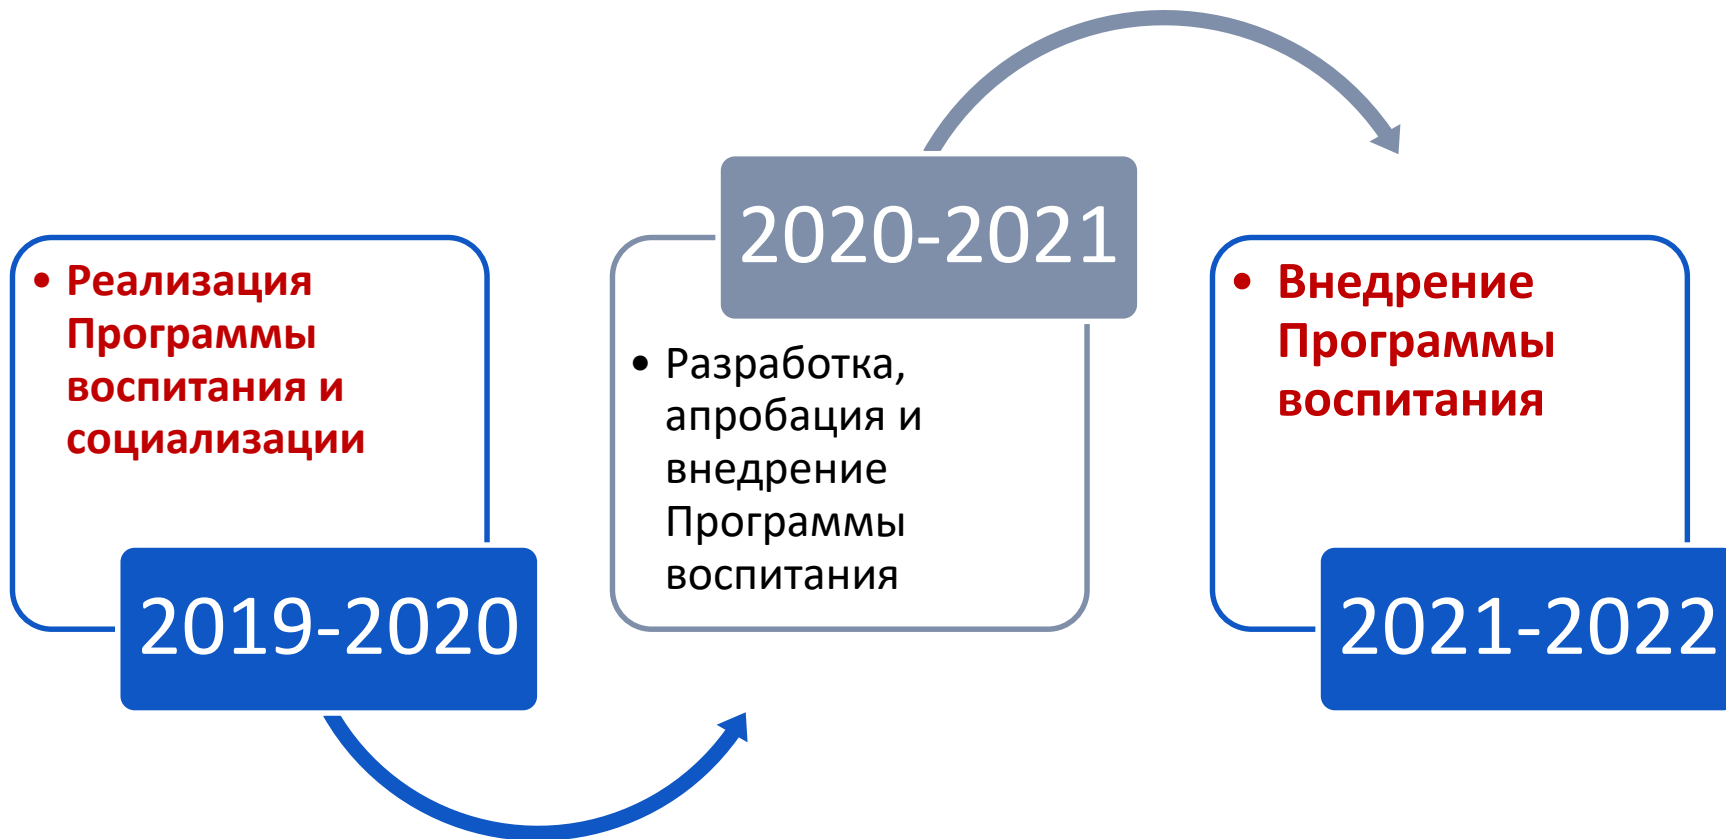 • Реализация
Программы
воспитания и
социализации
2019-2020
2020-2021
• Разработка,
апробация и
внедрение
Программы
воспитания
• Внедрение
Программы
воспитания
2021-2022